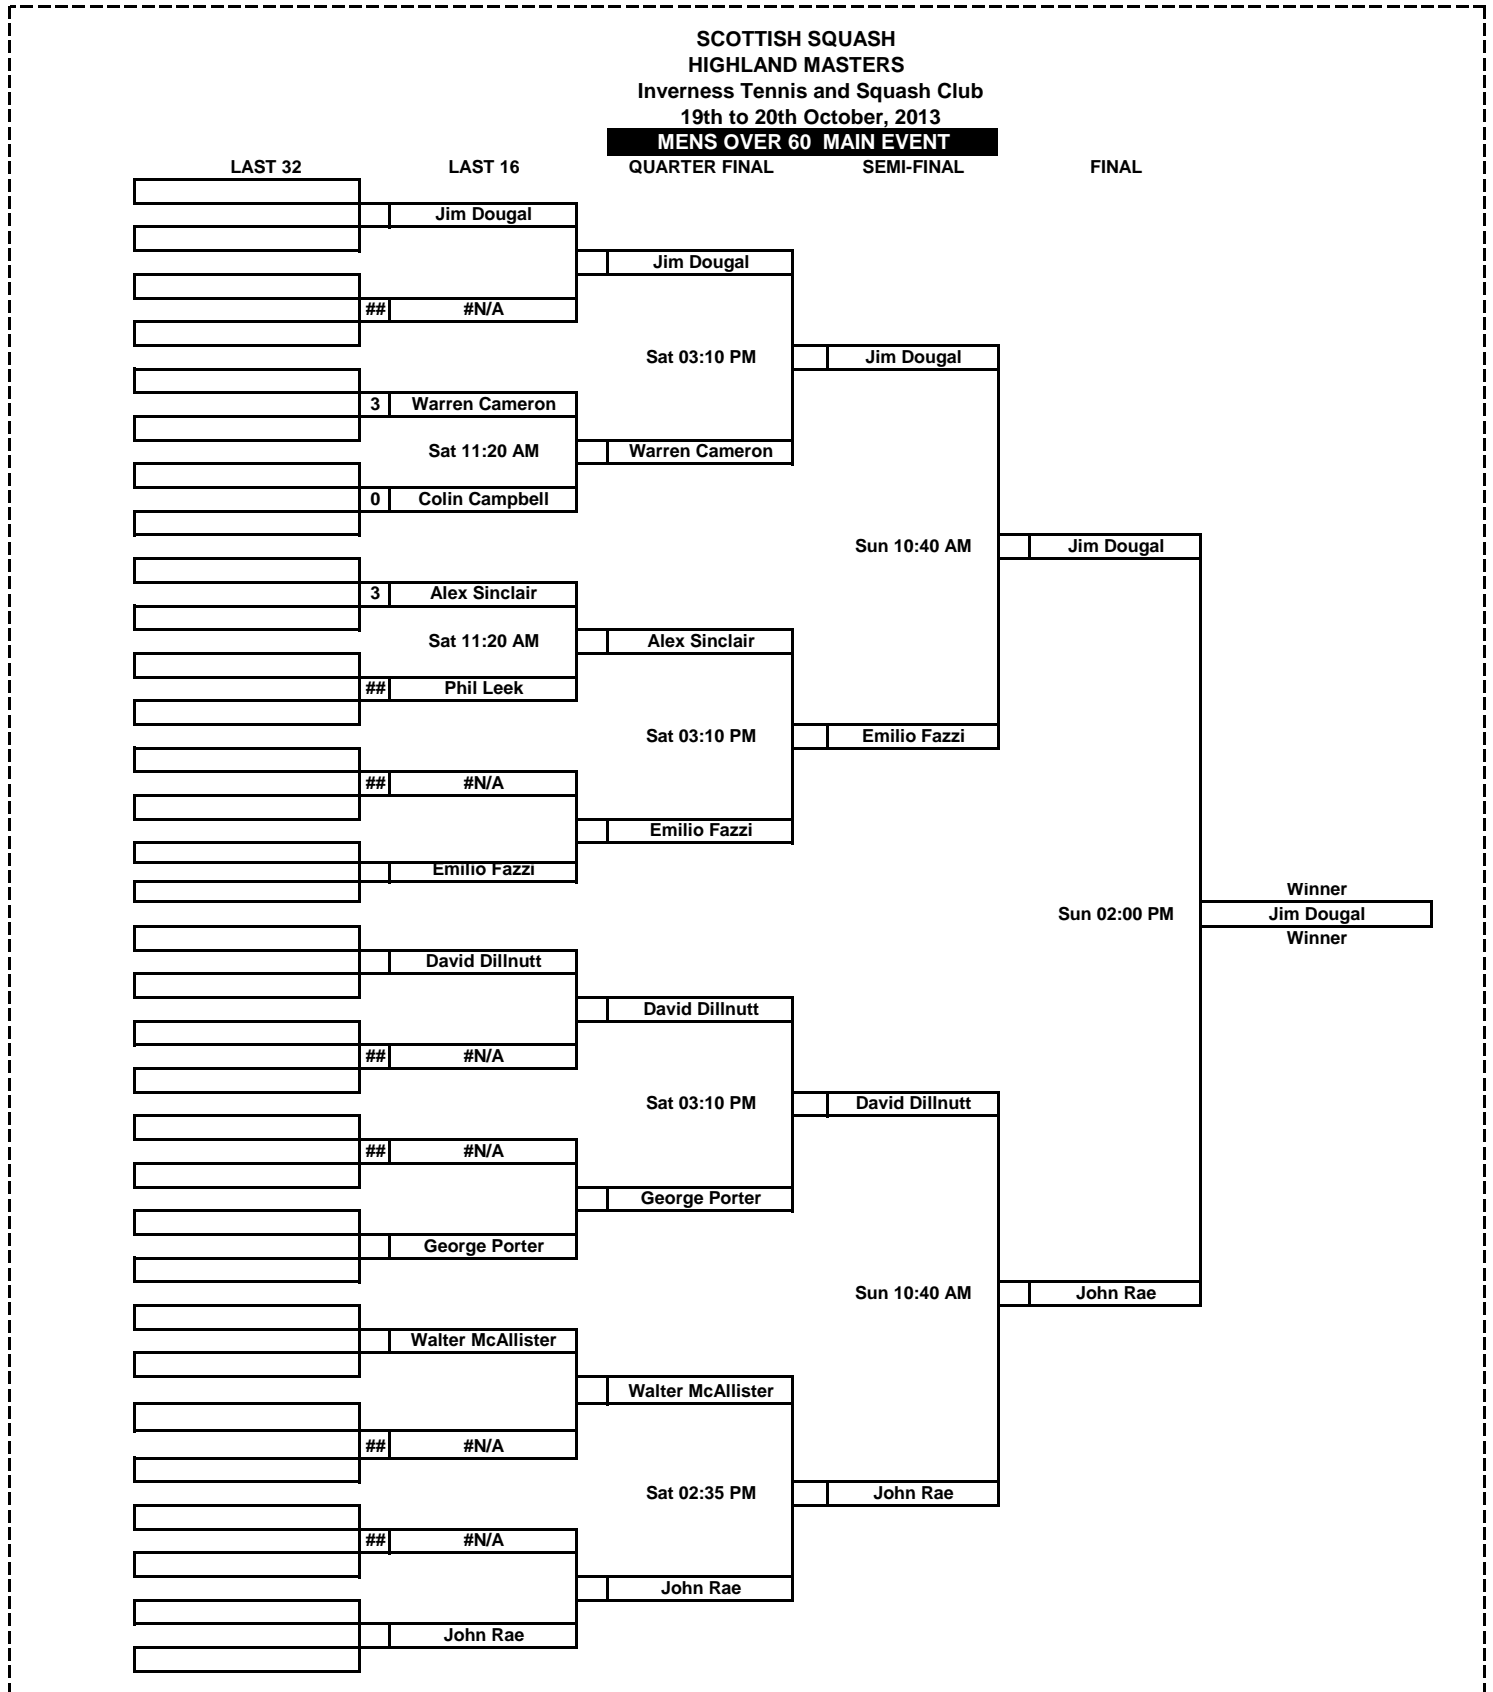 SCOTTISH SQUASH
HIGHLAND MASTERS
Inverness Tennis and Squash Club
19th to 20th October, 2013
MENS OVER 60 MAIN EVENT
LAST 32 LAST 16 QUARTER FINAL SEMI-FINAL FINAL
Jim Dougal
Jim Dougal
## #N/A
Sat 03:10 PM Jim Dougal
3 Warren Cameron
Sat 11:20 AM Warren Cameron
0 Colin Campbell
Sun 10:40 AM Jim Dougal
3 Alex Sinclair
Sat 11:20 AM Alex Sinclair
## Phil Leek
Sat 03:10 PM Emilio Fazzi
## #N/A
Emilio Fazzi
Emilio Fazzi
Winner
Sun 02:00 PM Jim Dougal
Winner
David Dillnutt
David Dillnutt
## #N/A
Sat 03:10 PM David Dillnutt
## #N/A
George Porter
George Porter
Sun 10:40 AM John Rae
Walter McAllister
Walter McAllister
## #N/A
Sat 02:35 PM John Rae
## #N/A
John Rae
John Rae